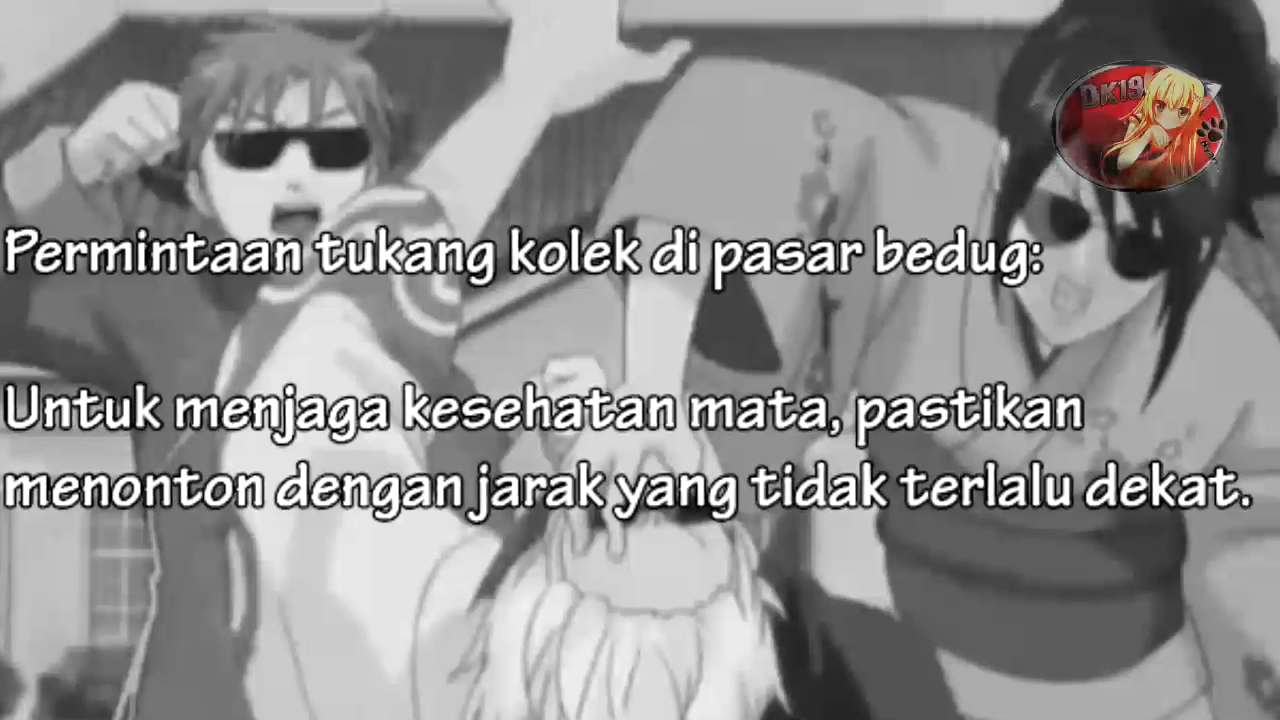 DK19
Permintaan tukang kolek di pasar bedug:
Untuk menjaga kesehatan mata, pastikan
menonton dengan jarak yang tidak terlalu dekat.